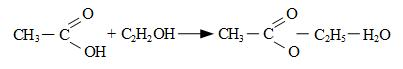 O O
CH₃ – C + C₂H₂OH → CH₃ – C C₂H₅ – H₂O
OH O